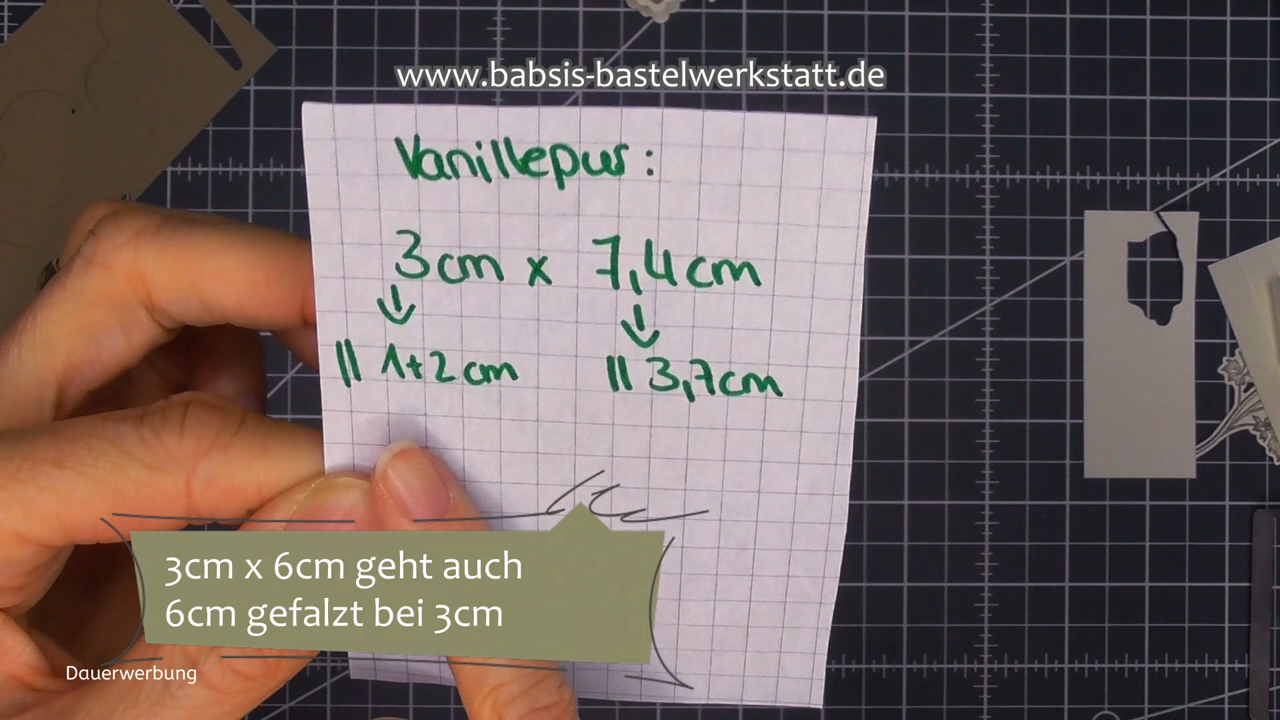 www.babsis-bastelwerkstatt.de
Vanillepur:
3cm x 7,4cm
↓ ↓
|| 1+2cm || 3,7cm
3cm x 6cm geht auch
6cm gefalzt bei 3cm
Dauerwerbung